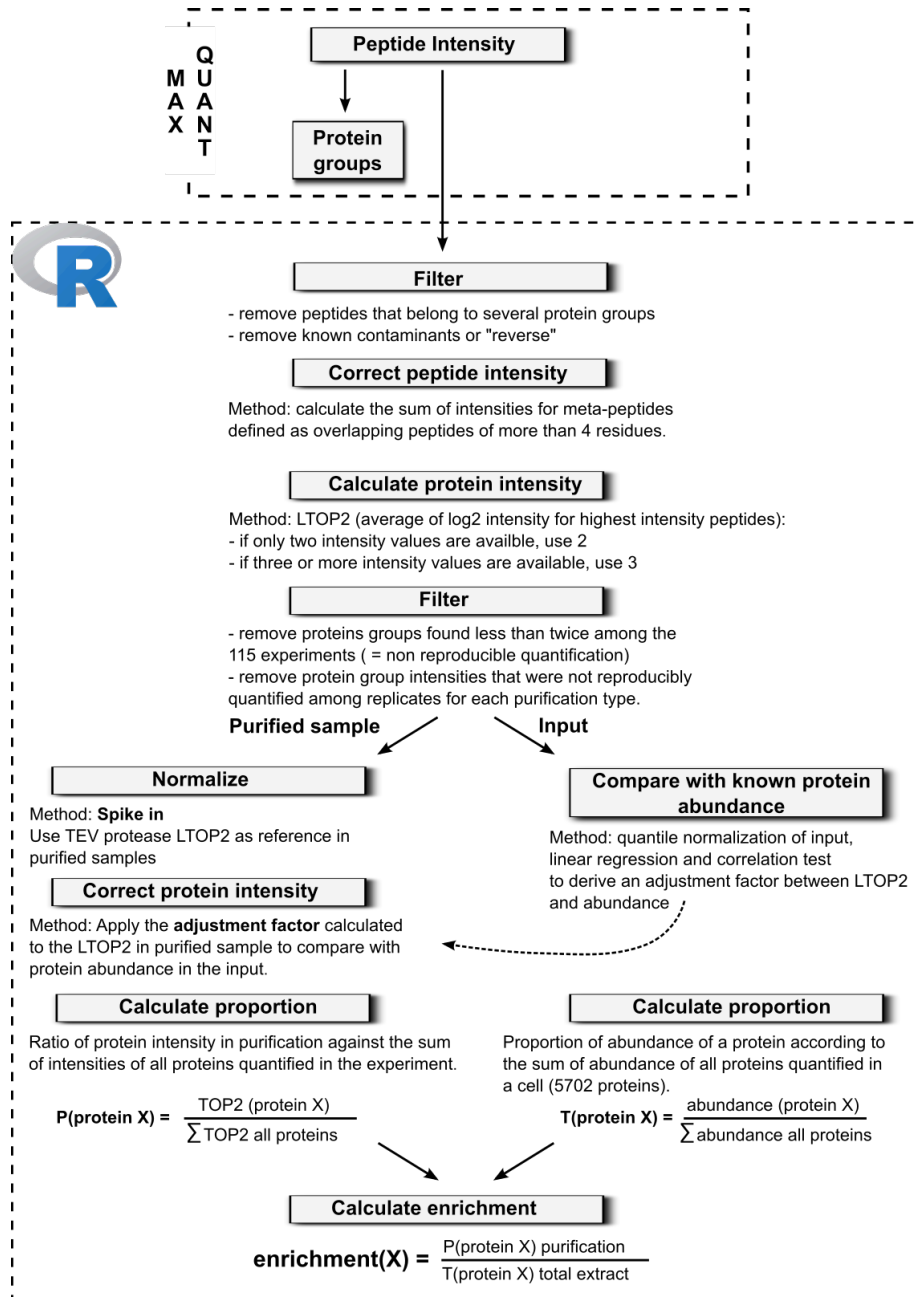 MAX
QUANT
Peptide Intensity
Protein
groups
R
Filter
- remove peptides that belong to several protein groups
- remove known contaminants or "reverse"
Correct peptide intensity
Method: calculate the sum of intensities for meta-peptides
defined as overlapping peptides of more than 4 residues.
Calculate protein intensity
Method: LTOP2 (average of log2 intensity for highest intensity peptides):
- if only two intensity values are availble, use 2
- if three or more intensity values are available, use 3
Filter
- remove proteins groups found less than twice among the
115 experiments ( = non reproducible quantification)
- remove protein group intensities that were not reproducibly
quantified among replicates for each purification type.
Purified sample
Input
Normalize
Method: Spike in
Use TEV protease LTOP2 as reference in
purified samples
Compare with known protein
abundance
Method: quantile normalization of input,
linear regression and correlation test
to derive an adjustment factor between LTOP2
and abundance
Correct protein intensity
Method: Apply the adjustment factor calculated
to the LTOP2 in purified sample to compare with
protein abundance in the input.
Calculate proportion
Ratio of protein intensity in purification against the sum
of intensities of all proteins quantified in the experiment.
P(protein X) = TOP2 (protein X)
∑ TOP2 all proteins
Calculate proportion
Proportion of abundance of a protein according to
the sum of abundance of all proteins quantified in
a cell (5702 proteins).
T(protein X) = abundance (protein X)
∑ abundance all proteins
Calculate enrichment
enrichment(X) = P(protein X) purification
T(protein X) total extract